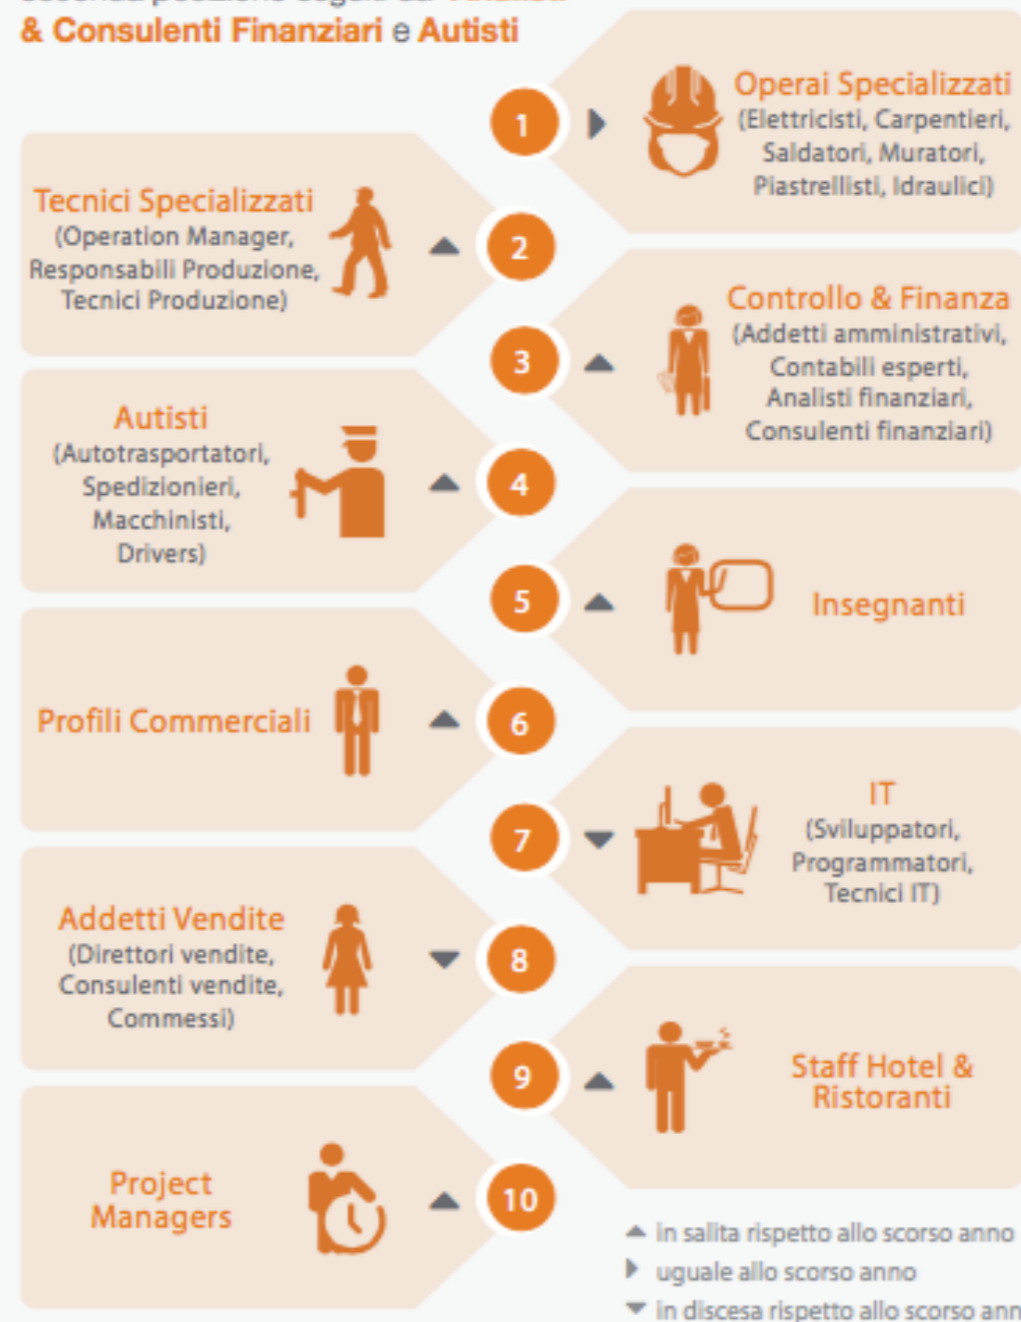 & Consulenti Finanziari e Autisti
1
Operai Specializzati
(Elettricisti, Carpentieri,
Saldatori, Muratori,
Piastrellisti, Idraulici)
Tecnici Specializzati
(Operation Manager,
Responsabili Produzione,
Tecnici Produzione)
2
3
Controllo & Finanza
(Addetti amministrativi,
Contabili esperti,
Analisti finanziari,
Consulenti finanziari)
Autisti
(Autotrasportatori,
Spedizionieri,
Macchinisti,
Drivers)
4
5
Insegnanti
Profili Commerciali
6
7
IT
(Sviluppatori,
Programmatori,
Tecnici IT)
Addetti Vendite
(Direttori vendite,
Consulenti vendite,
Commessi)
8
9
Staff Hotel &
Ristoranti
Project
Managers
10
in salita rispetto allo scorso anno
uguale allo scorso anno
in discesa rispetto allo scorso ann